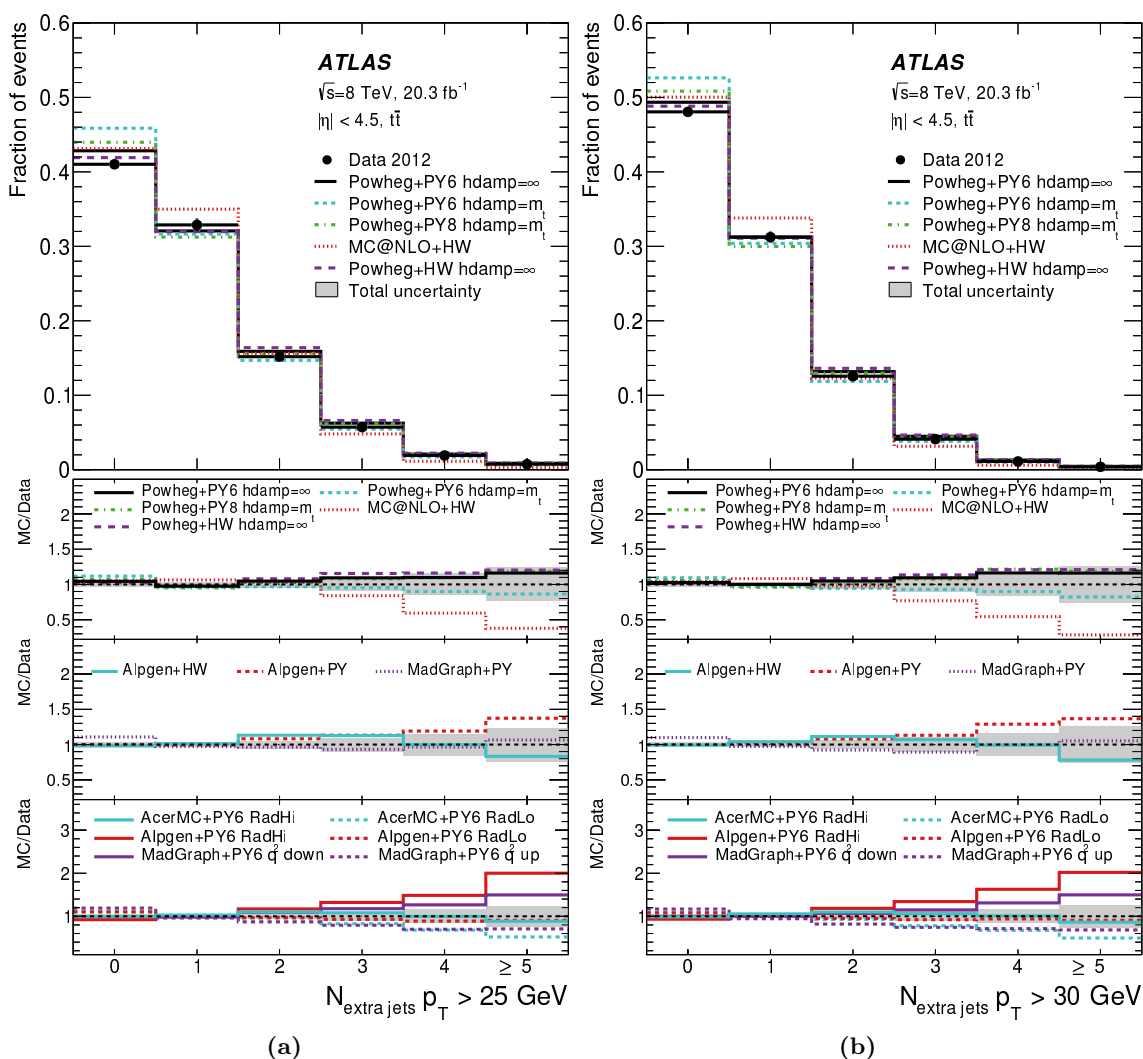 Fraction of events
0.6
0.5
0.4
0.3
0.2
0.1
0
ATLAS
√s=8 TeV, 20.3 fb⁻¹
|η| < 4.5, tt̄
Data 2012
Powheg+PY6 hdamp=∞
Powheg+PY6 hdamp=m_t
Powheg+PY8 hdamp=m_t
MC@NLO+HW
Powheg+HW hdamp=∞
Total uncertainty
MC/Data
2
1.5
1
0.5
Powheg+PY6 hdamp=∞ Powheg+PY6 hdamp=m_t
Powheg+PY8 hdamp=m_t MC@NLO+HW
Powheg+HW hdamp=∞
MC/Data
2
1.5
1
0.5
Alpgen+HW Alpgen+PY MadGraph+PY
MC/Data
3
2
1
AcerMC+PY6 RadHi AcerMC+PY6 RadLo
Alpgen+PY6 RadHi Alpgen+PY6 RadLo
MadGraph+PY6 q² down MadGraph+PY6 q² up
0 1 2 3 4 ≥ 5
N_extra jets p_T > 25 GeV
(a)
Fraction of events
0.6
0.5
0.4
0.3
0.2
0.1
0
ATLAS
√s=8 TeV, 20.3 fb⁻¹
|η| < 4.5, tt̄
Data 2012
Powheg+PY6 hdamp=∞
Powheg+PY6 hdamp=m_t
Powheg+PY8 hdamp=m_t
MC@NLO+HW
Powheg+HW hdamp=∞
Total uncertainty
MC/Data
2
1.5
1
0.5
Powheg+PY6 hdamp=∞ Powheg+PY6 hdamp=m_t
Powheg+PY8 hdamp=m_t MC@NLO+HW
Powheg+HW hdamp=∞
MC/Data
2
1.5
1
0.5
Alpgen+HW Alpgen+PY MadGraph+PY
MC/Data
3
2
1
AcerMC+PY6 RadHi AcerMC+PY6 RadLo
Alpgen+PY6 RadHi Alpgen+PY6 RadLo
MadGraph+PY6 q² down MadGraph+PY6 q² up
0 1 2 3 4 ≥ 5
N_extra jets p_T > 30 GeV
(b)